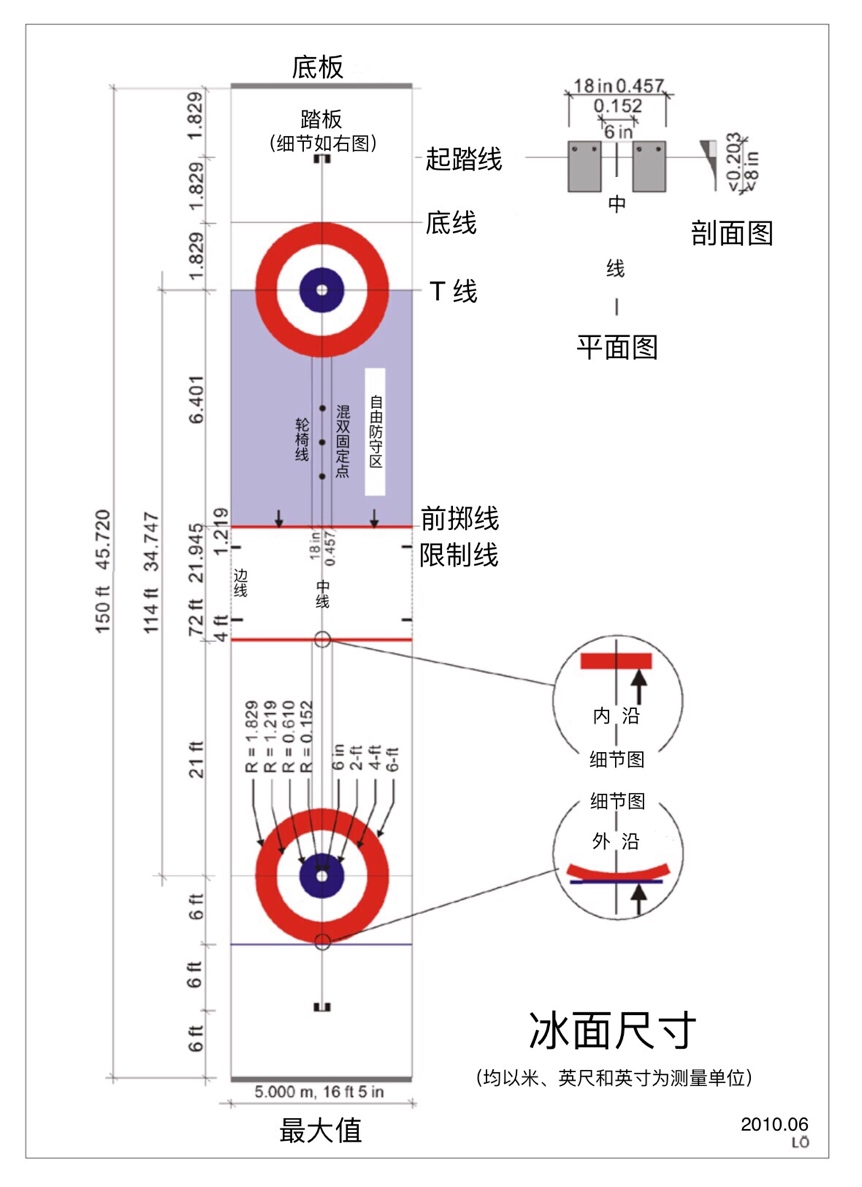 底板
踏板
（细节如右图）
起踏线
底线
T 线
1.829
1.829
1.829
6.401
轮椅线
混双固定点
自由防守区
前掷线
限制线
150 ft 45.720
114 ft 34.747
72 ft 21.945
4 ft 1.219
18 in
0.457
边线
中线
21 ft
R = 1.829
R = 1.219
R = 0.610
R = 0.152
6 in
2-ft
4-ft
6-ft
6 ft
6 ft
6 ft
5.000 m, 16 ft 5 in
最大值
18 in 0.457
0.152
6 in
中
线
平面图
<0.203
<8 in
剖面图
内 沿
细节图
细节图
外 沿
冰面尺寸
（均以米、英尺和英寸为测量单位）
2010.06
LÖ